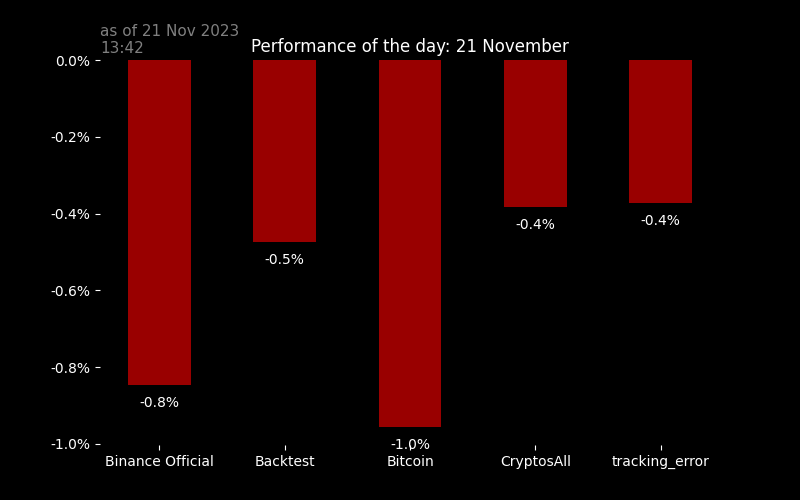 as of 21 Nov 2023
13:42
Performance of the day: 21 November
0.0%
-0.2%
-0.4%
-0.6%
-0.8%
-1.0%
-0.8%
-0.5%
-1.0%
-0.4%
-0.4%
Binance Official
Backtest
Bitcoin
CryptosAll
tracking_error